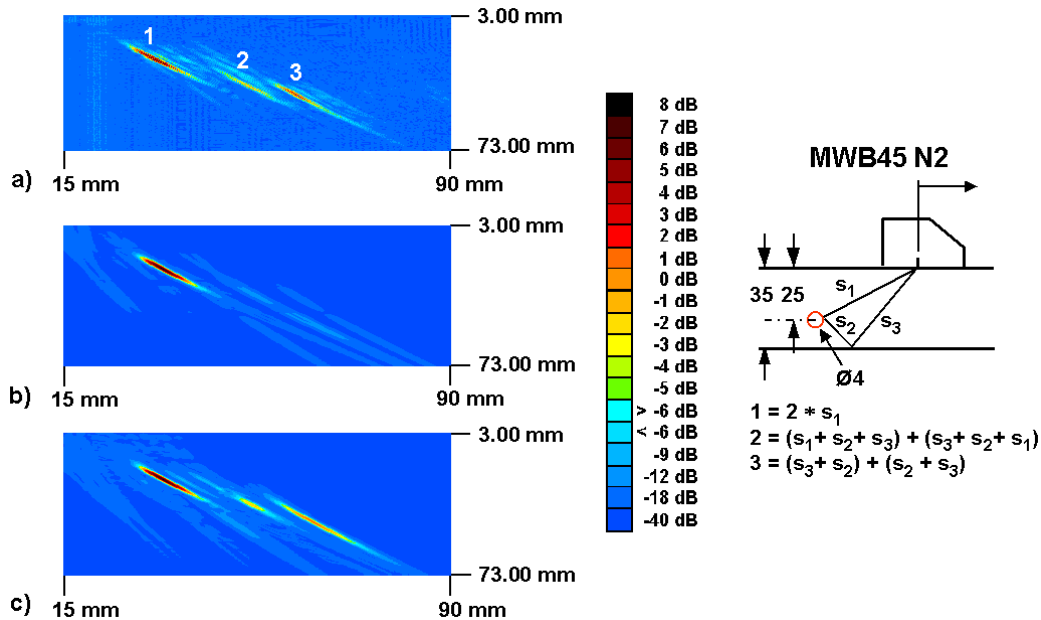 3.00 mm
1
2
3
73.00 mm
15 mm
90 mm
a)
3.00 mm
73.00 mm
15 mm
90 mm
b)
3.00 mm
73.00 mm
15 mm
90 mm
c)
8 dB
7 dB
6 dB
5 dB
4 dB
3 dB
2 dB
1 dB
0 dB
-1 dB
-2 dB
-3 dB
-4 dB
-5 dB
> -6 dB
< -6 dB
-9 dB
-12 dB
-18 dB
-40 dB
MWB45 N2
35 25
s₁
s₂
s₃
Ø4
1 = 2 * s₁
2 = (s₁+ s₂+ s₃) + (s₃+ s₂+ s₁)
3 = (s₃+ s₂) + (s₂ + s₃)